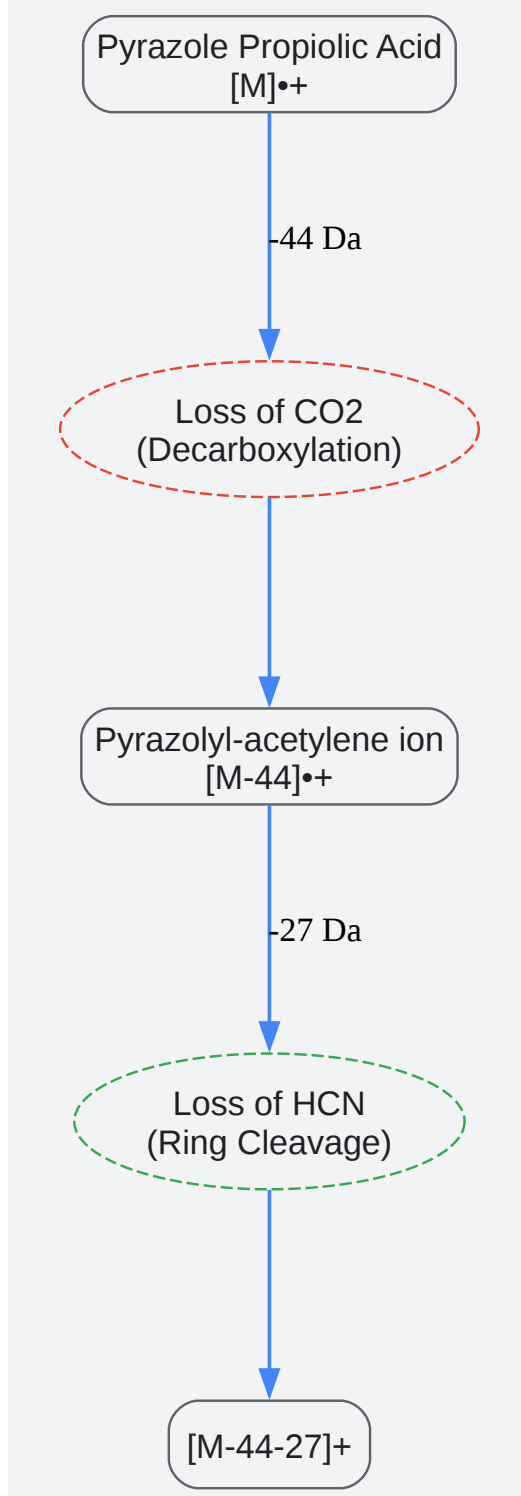 Pyrazole Propiolic Acid
[M]•+
-44 Da
Loss of CO2
(Decarboxylation)
Pyrazolyl-acetylene ion
[M-44]•+
-27 Da
Loss of HCN
(Ring Cleavage)
[M-44-27]+